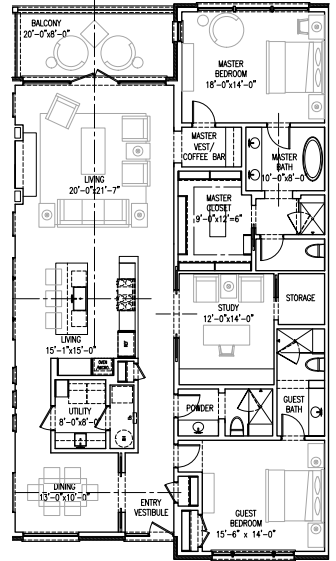 BALCONY
20'-0"x8'-0"
MASTER
BEDROOM
18'-0"x14'-0"
MASTER
VEST/
COFFEE BAR
MASTER
BATH
10'-0"x8'-0
LIVING
20'-0"x21'-7"
MASTER
CLOSET
9'-0"x12'=6"
STUDY
12'-0"x14'-0"
STORAGE
LIVING
15'-1"x15'-0"
OVEN
MICRO.
REF
UTILITY
8'-0"x8'-0"
POWDER
GUEST
BATH
DINING
13'-0"x10'-0"
ENTRY
VESTIBULE
GUEST
BEDROOM
15'-6" x 14'-0"